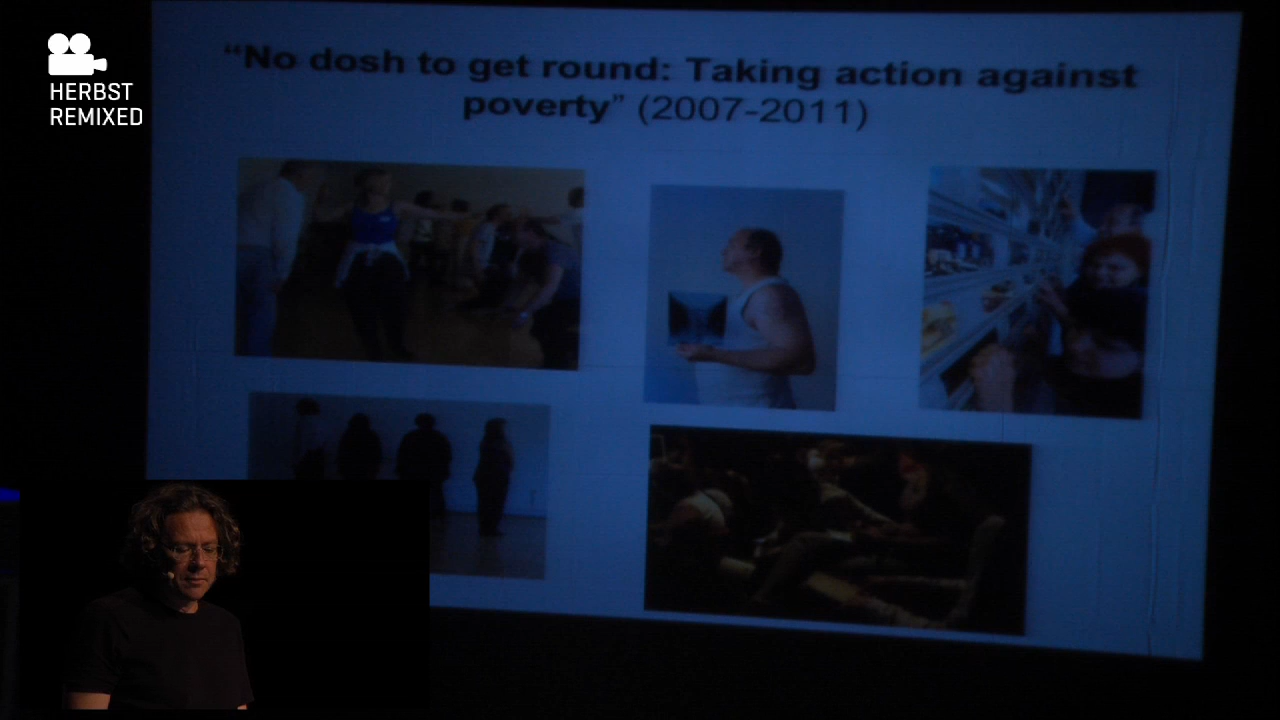 HERBST
REMIXED
“No dosh to get round: Taking action against
poverty” (2007-2011)